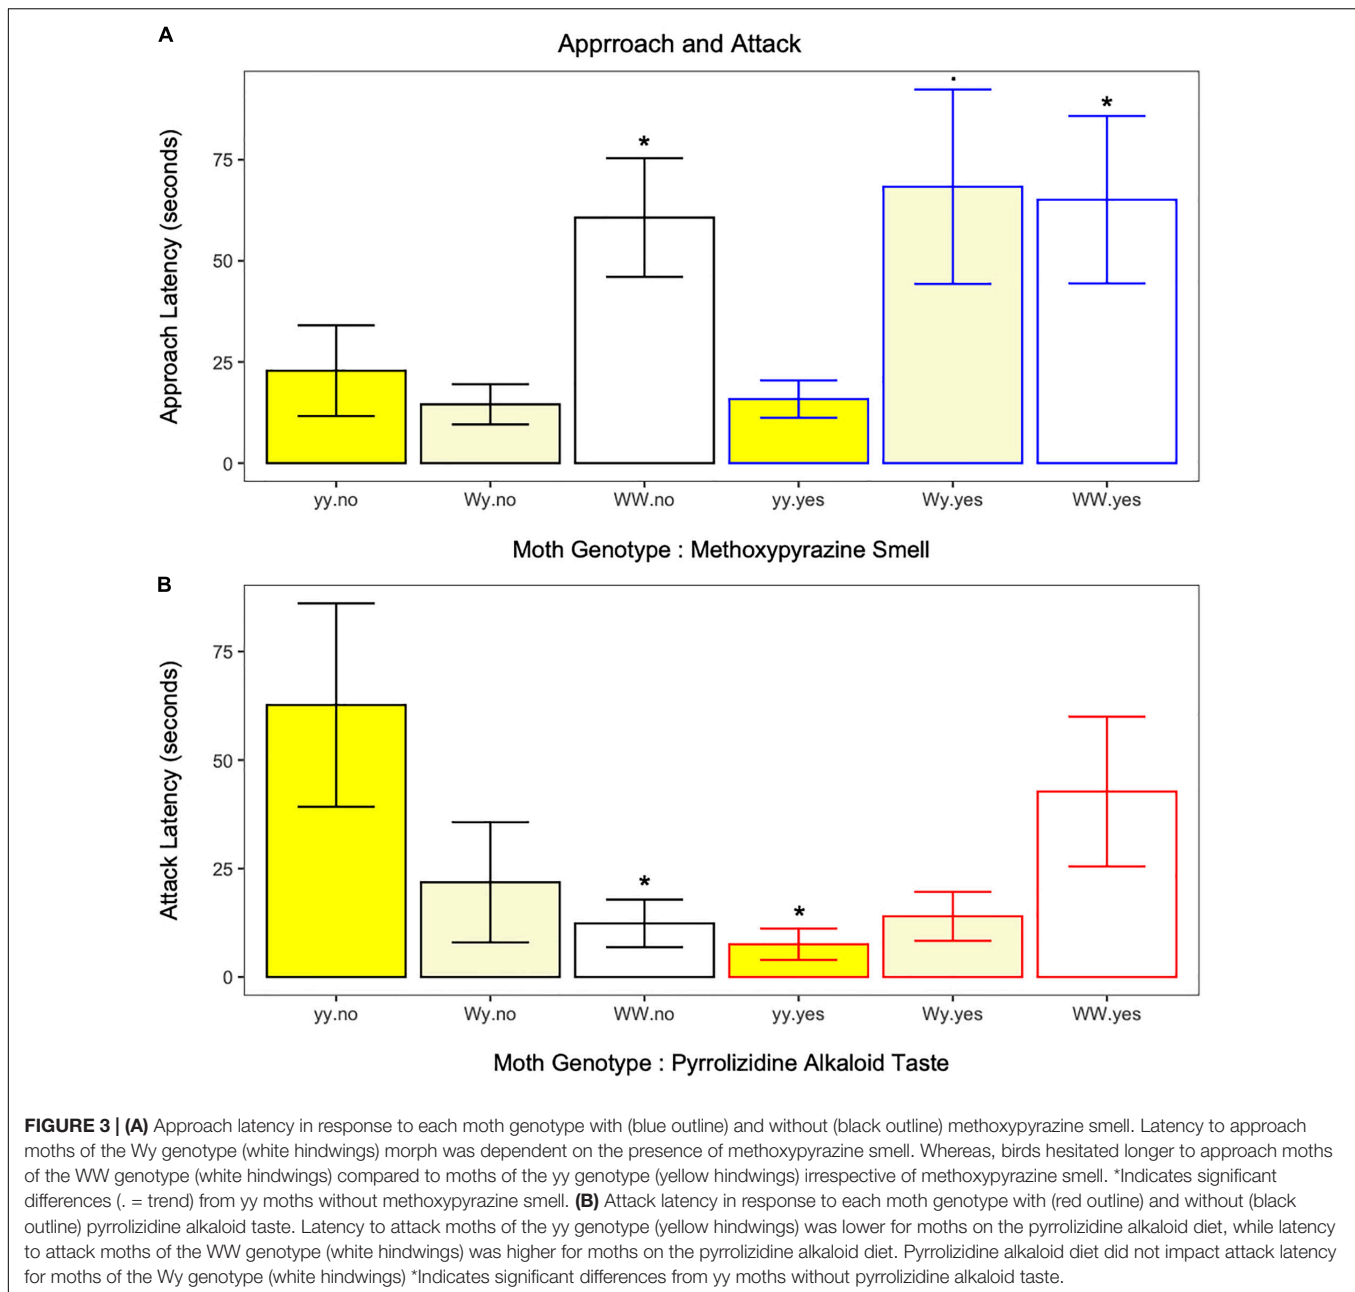 A
Apprroach and Attack
Approach Latency (seconds)
75
50
25
0
.
*
*
yy.no
Wy.no
WW.no
yy.yes
Wy.yes
WW.yes
Moth Genotype : Methoxypyrazine Smell
B
Attack Latency (seconds)
75
50
25
0
*
*
yy.no
Wy.no
WW.no
yy.yes
Wy.yes
WW.yes
Moth Genotype : Pyrrolizidine Alkaloid Taste
FIGURE 3 | (A) Approach latency in response to each moth genotype with (blue outline) and without (black outline) methoxypyrazine smell. Latency to approach
moths of the Wy genotype (white hindwings) morph was dependent on the presence of methoxypyrazine smell. Whereas, birds hesitated longer to approach moths
of the WW genotype (white hindwings) compared to moths of the yy genotype (yellow hindwings) irrespective of methoxypyrazine smell. *Indicates significant
differences (. = trend) from yy moths without methoxypyrazine smell. (B) Attack latency in response to each moth genotype with (red outline) and without (black
outline) pyrrolizidine alkaloid taste. Latency to attack moths of the yy genotype (yellow hindwings) was lower for moths on the pyrrolizidine alkaloid diet, while latency
to attack moths of the WW genotype (white hindwings) was higher for moths on the pyrrolizidine alkaloid diet. Pyrrolizidine alkaloid diet did not impact attack latency
for moths of the Wy genotype (white hindwings) *Indicates significant differences from yy moths without pyrrolizidine alkaloid taste.